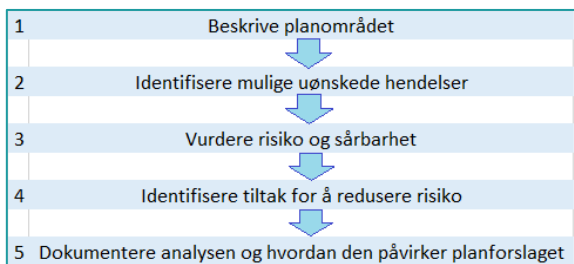 1 Beskrive planområdet
2 Identifisere mulige uønskede hendelser
3 Vurdere risiko og sårbarhet
4 Identifisere tiltak for å redusere risiko
5 Dokumentere analysen og hvordan den påvirker planforslaget